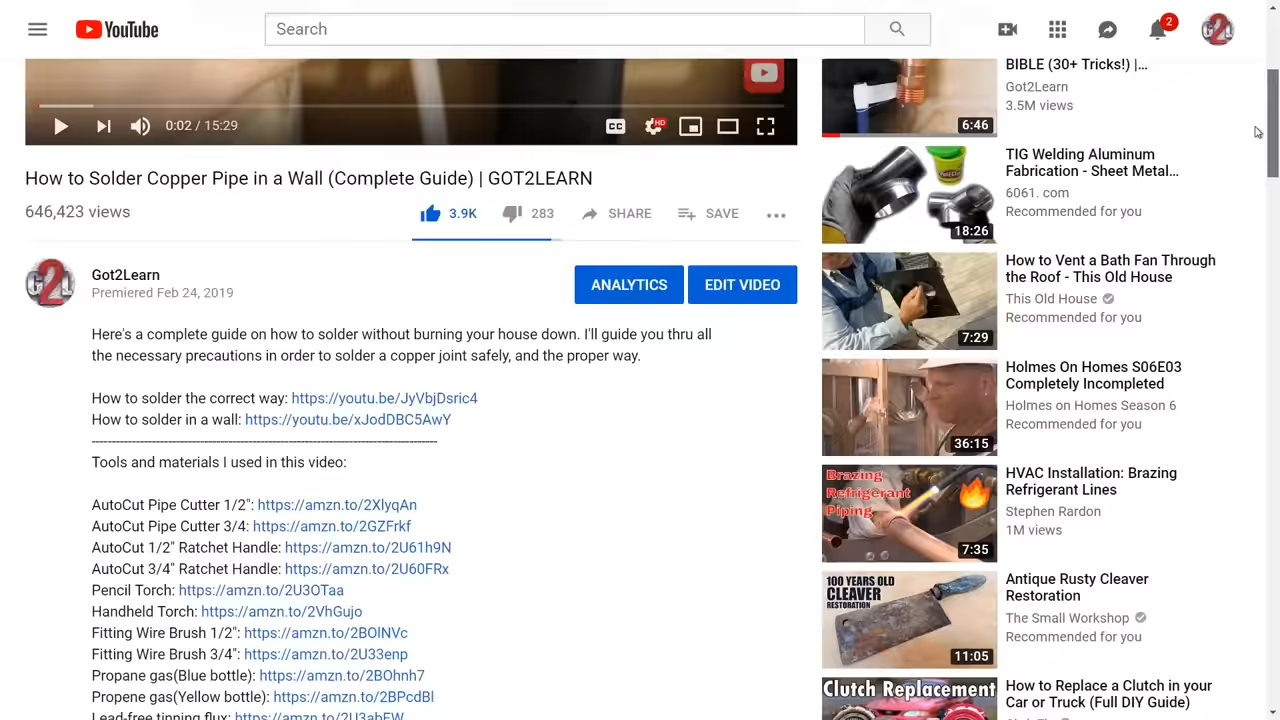 YouTube
Search
2
G2L
0:02 / 15:29
CC
HD
How to Solder Copper Pipe in a Wall (Complete Guide) | GOT2LEARN
646,423 views
3.9K
283
SHARE
SAVE
G2L
Got2Learn
Premiered Feb 24, 2019
ANALYTICS
EDIT VIDEO
Here's a complete guide on how to solder without burning your house down. I'll guide you thru all
the necessary precautions in order to solder a copper joint safely, and the proper way.
How to solder the correct way: https://youtu.be/JyVbjDsric4
How to solder in a wall: https://youtu.be/xJodDBC5AwY
--------------------------------------------------------------------------------------
Tools and materials I used in this video:
AutoCut Pipe Cutter 1/2": https://amzn.to/2XlyqAn
AutoCut Pipe Cutter 3/4: https://amzn.to/2GZFrkf
AutoCut 1/2" Ratchet Handle: https://amzn.to/2U61h9N
AutoCut 3/4" Ratchet Handle: https://amzn.to/2U60FRx
Pencil Torch: https://amzn.to/2U3OTaa
Handheld Torch: https://amzn.to/2VhGujo
Fitting Wire Brush 1/2": https://amzn.to/2BOlNVc
Fitting Wire Brush 3/4": https://amzn.to/2U33enp
Propane gas(Blue bottle): https://amzn.to/2BOhnh7
Propene gas(Yellow bottle): https://amzn.to/2BPcdBl
Lead-free tinning flux: https://amzn.to/2U3abFW
BIBLE (30+ Tricks!) |...
Got2Learn
3.5M views
6:46
TIG Welding Aluminum
Fabrication - Sheet Metal...
6061. com
Recommended for you
18:26
How to Vent a Bath Fan Through
the Roof - This Old House
This Old House
Recommended for you
7:29
Holmes On Homes S06E03
Completely Incompleted
Holmes on Homes Season 6
Recommended for you
36:15
Brazing
Refrigerant
Piping
HVAC Installation: Brazing
Refrigerant Lines
Stephen Rardon
1M views
7:35
100 YEARS OLD
CLEAVER
RESTORATION
Antique Rusty Cleaver
Restoration
The Small Workshop
Recommended for you
11:05
Clutch Replacement
How to Replace a Clutch in your
Car or Truck (Full DIY Guide)